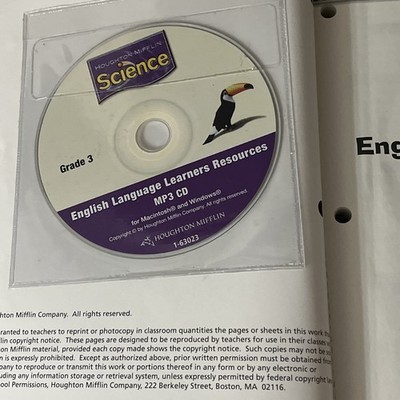 HOUGHTON MIFFLIN
Science
Grade 3
English Language Learners Resources
MP3 CD
for Macintosh® and Windows®
Copyright © by Houghton Mifflin Company. All rights reserved.
HOUGHTON MIFFLIN
1-63023
Eng
hton Mifflin Company. All rights reserved.
ranted to teachers to reprint or photocopy in classroom quantities the pages or sheets in this work th
lin copyright notice. These pages are designed to be reproduced by teachers for use in their classes w
on Mifflin material, provided each copy made shows the copyright notice. Such copies may not be so
n is expressly prohibited. Except as authorized above, prior written permission must be obtained from
pany to reproduce or transmit this work or portions thereof in any form or by any electronic or
uding any information storage or retrieval system, unless expressly permitted by federal copyright law
ool Permissions, Houghton Mifflin Company, 222 Berkeley Street, Boston, MA 02116.